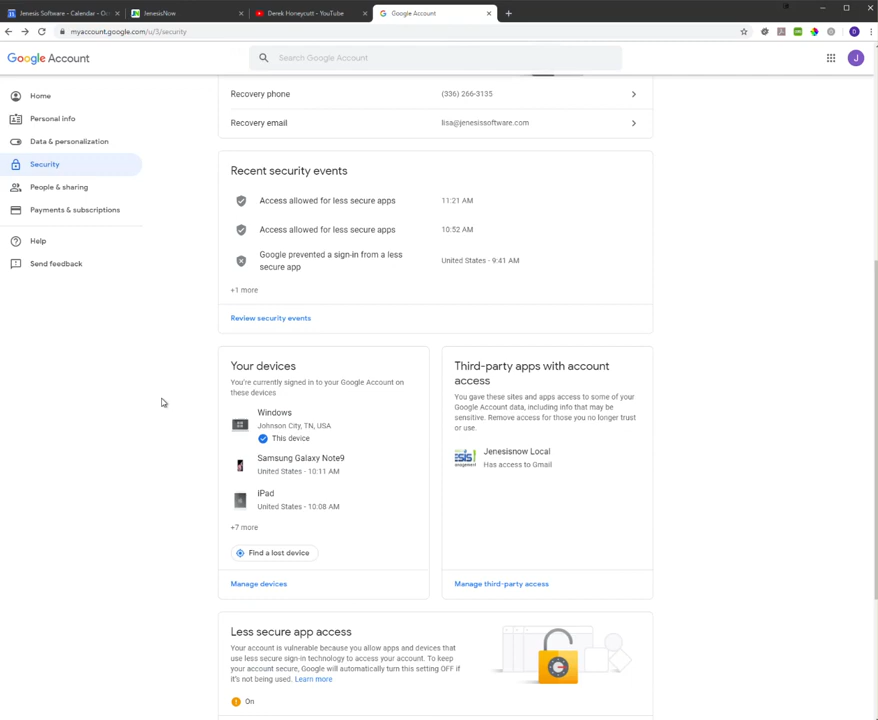 Jenesis Software - Calendar - Oc
JenesisNow
Derek Honeycutt - YouTube
Google Account
myaccount.google.com/u/3/security
D
Google Account
Search Google Account
J
Home
Personal info
Data & personalization
Security
People & sharing
Payments & subscriptions
Help
Send feedback
Recovery phone (336) 266-3135
Recovery email lisa@jenesissoftware.com
Recent security events
Access allowed for less secure apps 11:21 AM
Access allowed for less secure apps 10:52 AM
Google prevented a sign-in from a less
secure app
United States - 9:41 AM
+1 more
Review security events
Your devices
You're currently signed in to your Google Account on
these devices
Windows
Johnson City, TN, USA
This device
Samsung Galaxy Note9
United States - 10:11 AM
iPad
United States - 10:08 AM
+7 more
Find a lost device
Manage devices
Third-party apps with account
access
You gave these sites and apps access to some of your
Google Account data, including info that may be
sensitive. Remove access for those you no longer trust
or use.
Jenesisnow Local
Has access to Gmail
Manage third-party access
Less secure app access
Your account is vulnerable because you allow apps and devices that
use less secure sign-in technology to access your account. To keep
your account secure, Google will automatically turn this setting OFF if
it's not being used. Learn more
On